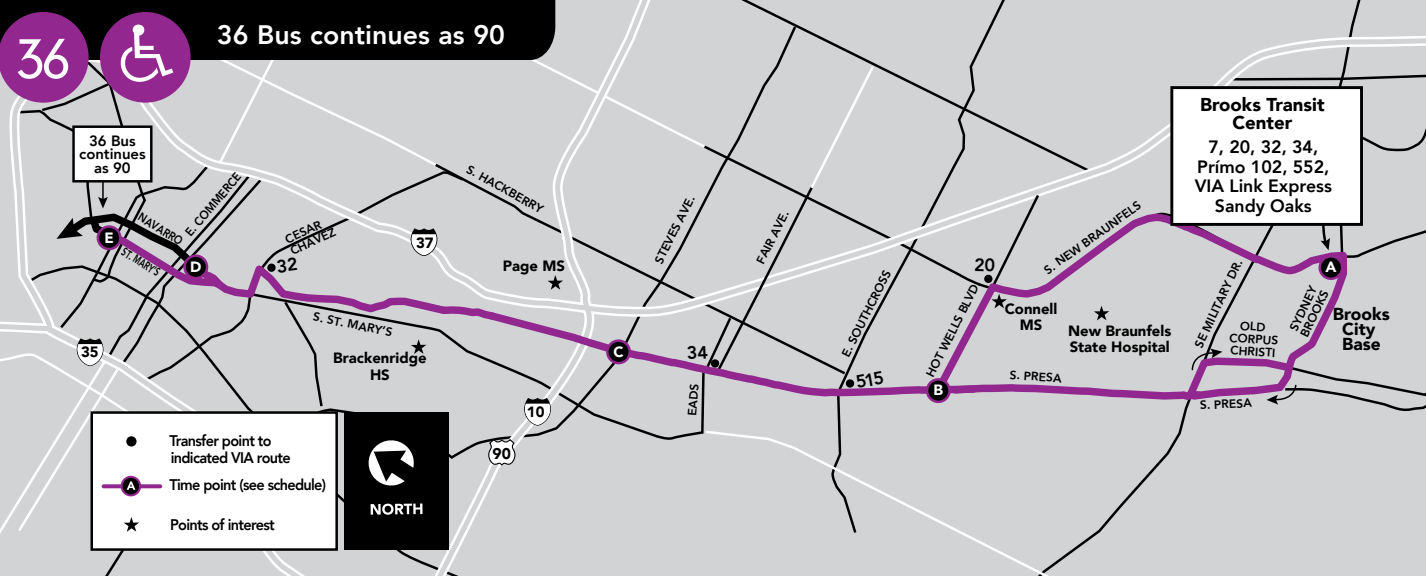 36
36 Bus continues as 90
Brooks Transit
Center
7, 20, 32, 34,
Prímo 102, 552,
VIA Link Express
Sandy Oaks
36 Bus
continues
as 90
NAVARRO
E. COMMERCE
E
ST. MARY'S
D
CESAR
CHAVEZ
32
S. HACKBERRY
37
Page MS
STEVES AVE.
FAIR AVE.
E. SOUTHCROSS
20
HOT WELLS BLVD
S. NEW BRAUNFELS
Connell
MS
New Braunfels
State Hospital
SE MILITARY DR.
A
SYDNEY
BROOKS
Brooks
City
Base
OLD
CORPUS
CHRISTI
S. ST. MARY'S
Brackenridge
HS
35
C
34
EADS
515
B
S. PRESA
S. PRESA
10
90
Transfer point to
indicated VIA route
A
Time point (see schedule)
Points of interest
NORTH